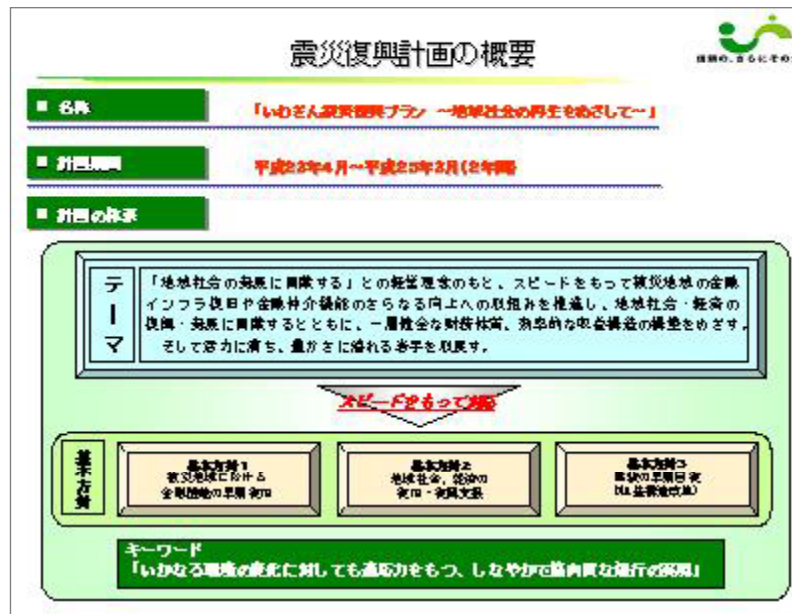 震災復興計画の概要
■ 名称
「いわぎん震災復興プラン ～地域社会の再生をめざして～」
■ 計画期間
平成23年4月～平成25年3月(2年間)
■ 計画の体系
テーマ
「地域社会の発展に貢献する」との経営理念のもと、スピードをもって被災地域の金融
インフラ復旧や金融仲介機能のさらなる向上への取組みを推進し、地域社会・経済の
復興・発展に貢献するとともに、一層健全な財務体質、効率的な収益構造の構築をめざす。
そして活力に満ち、豊かさに溢れる岩手を
スピードをもって対応
基本方針
基本方針1
被災地域における
金融機能の早期復旧
基本方針2
地域社会、経済の
復旧・復興支援
基本方針3
業績の早期回復
キーワード
「いかなる環境の変化に対しても適応力をもつ、しなやかで筋肉質な銀行の実現」